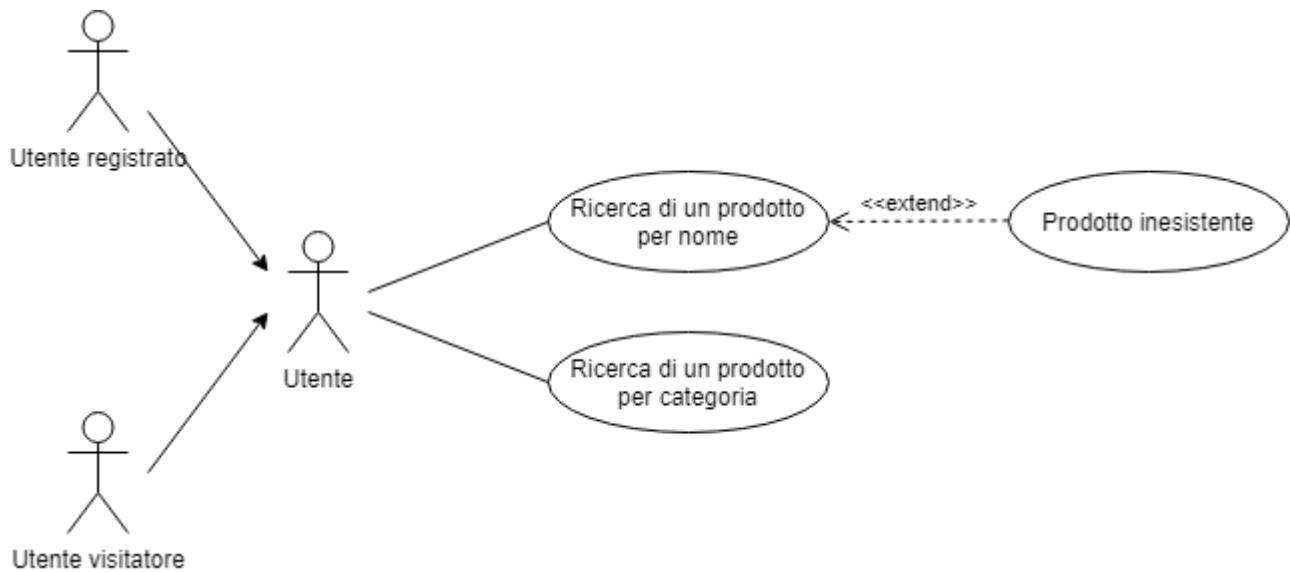 Utente registrato
Ricerca di un prodotto
per nome
<<extend>>
Prodotto inesistente
Utente
Ricerca di un prodotto
per categoria
Utente visitatore